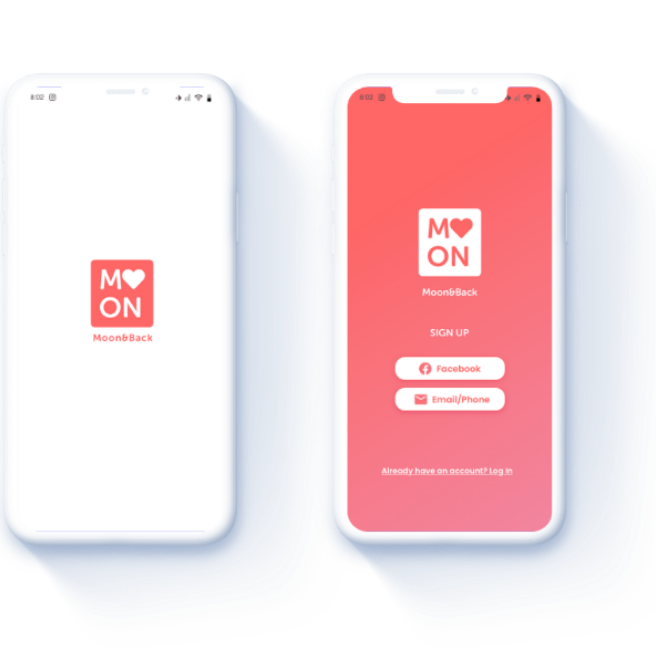 8:02
M♥
ON
Moon&Back
8:02
M♥
ON
Moon&Back
SIGN UP
Facebook
Email/Phone
Already have an account? Log In